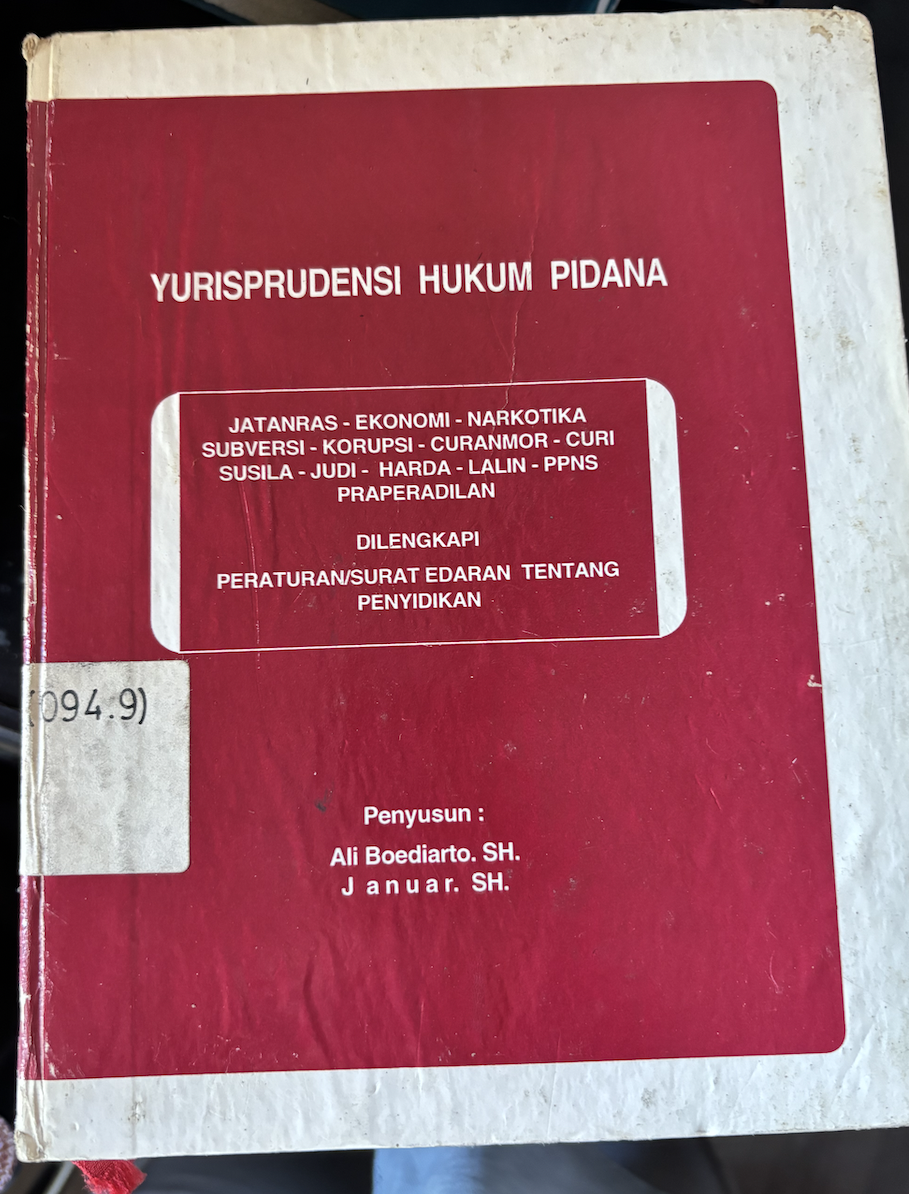 YURISPRUDENSI HUKUM PIDANA
JATANRAS - EKONOMI - NARKOTIKA
SUBVERSI - KORUPSI - CURANMOR - CURI
SUSILA - JUDI - HARDA - LALIN - PPNS
PRAPERADILAN
DILENGKAPI
PERATURAN/SURAT EDARAN TENTANG
PENYIDIKAN
(094.9)
Penyusun :
Ali Boediarto. SH.
J a n u a r. SH.